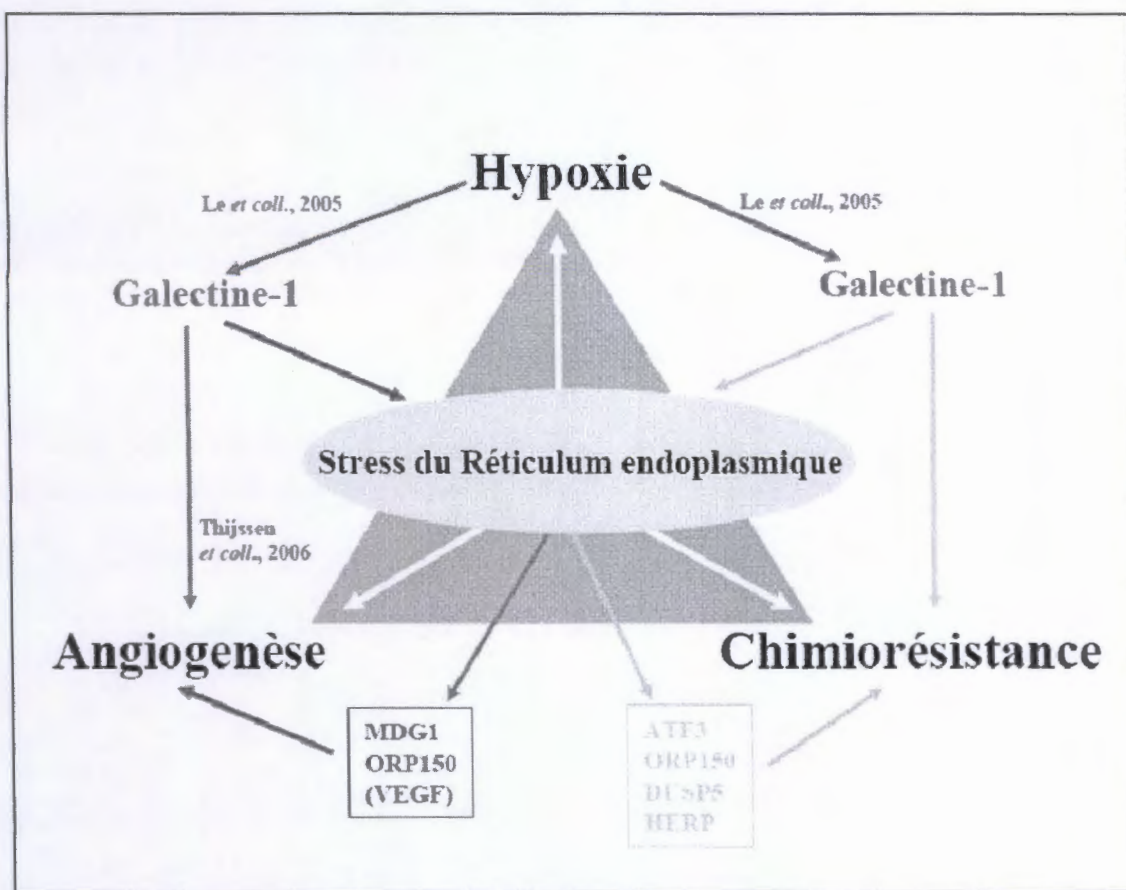 Hypoxie
Le et coll., 2005
Le et coll., 2005
Galectine-1
Galectine-1
Stress du Réticulum endoplasmique
Thijssen
et coll., 2006
Angiogenèse
Chimiorésistance
MDG1
ORP150
(VEGF)
ATF3
ORP150
DUSP5
HERP